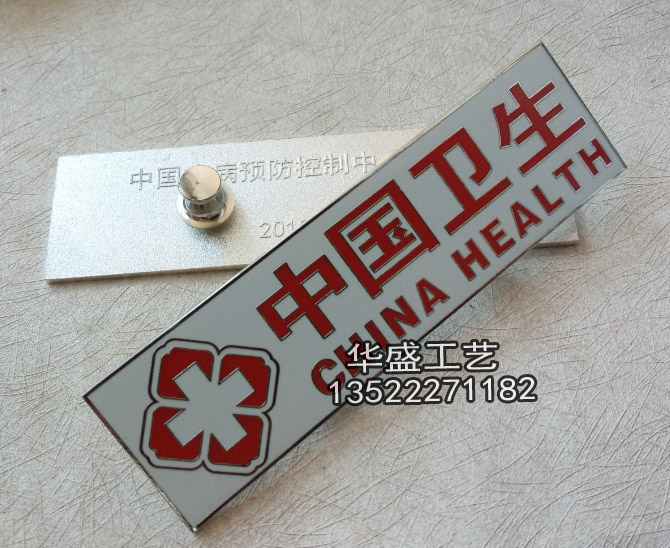 中国 病预防控制中
201
中国卫生
CHINA HEALTH
华盛工艺
13522271182